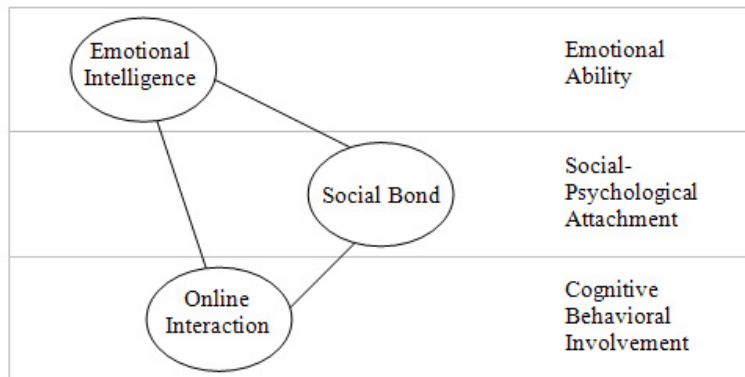 Emotional
Intelligence
Emotional
Ability
Social Bond
Social-
Psychological
Attachment
Online
Interaction
Cognitive
Behavioral
Involvement